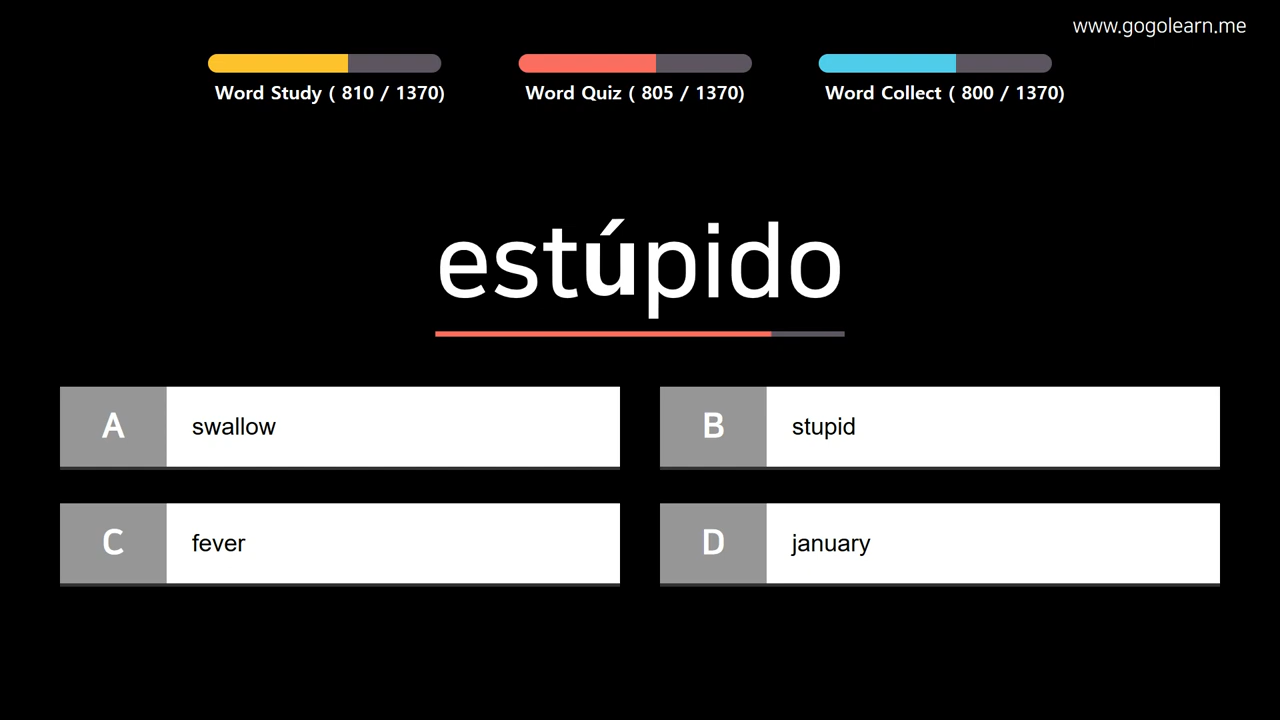 www.gogolearn.me
Word Study ( 810 / 1370)
Word Quiz ( 805 / 1370)
Word Collect ( 800 / 1370)
estúpido
A swallow
B stupid
C fever
D january